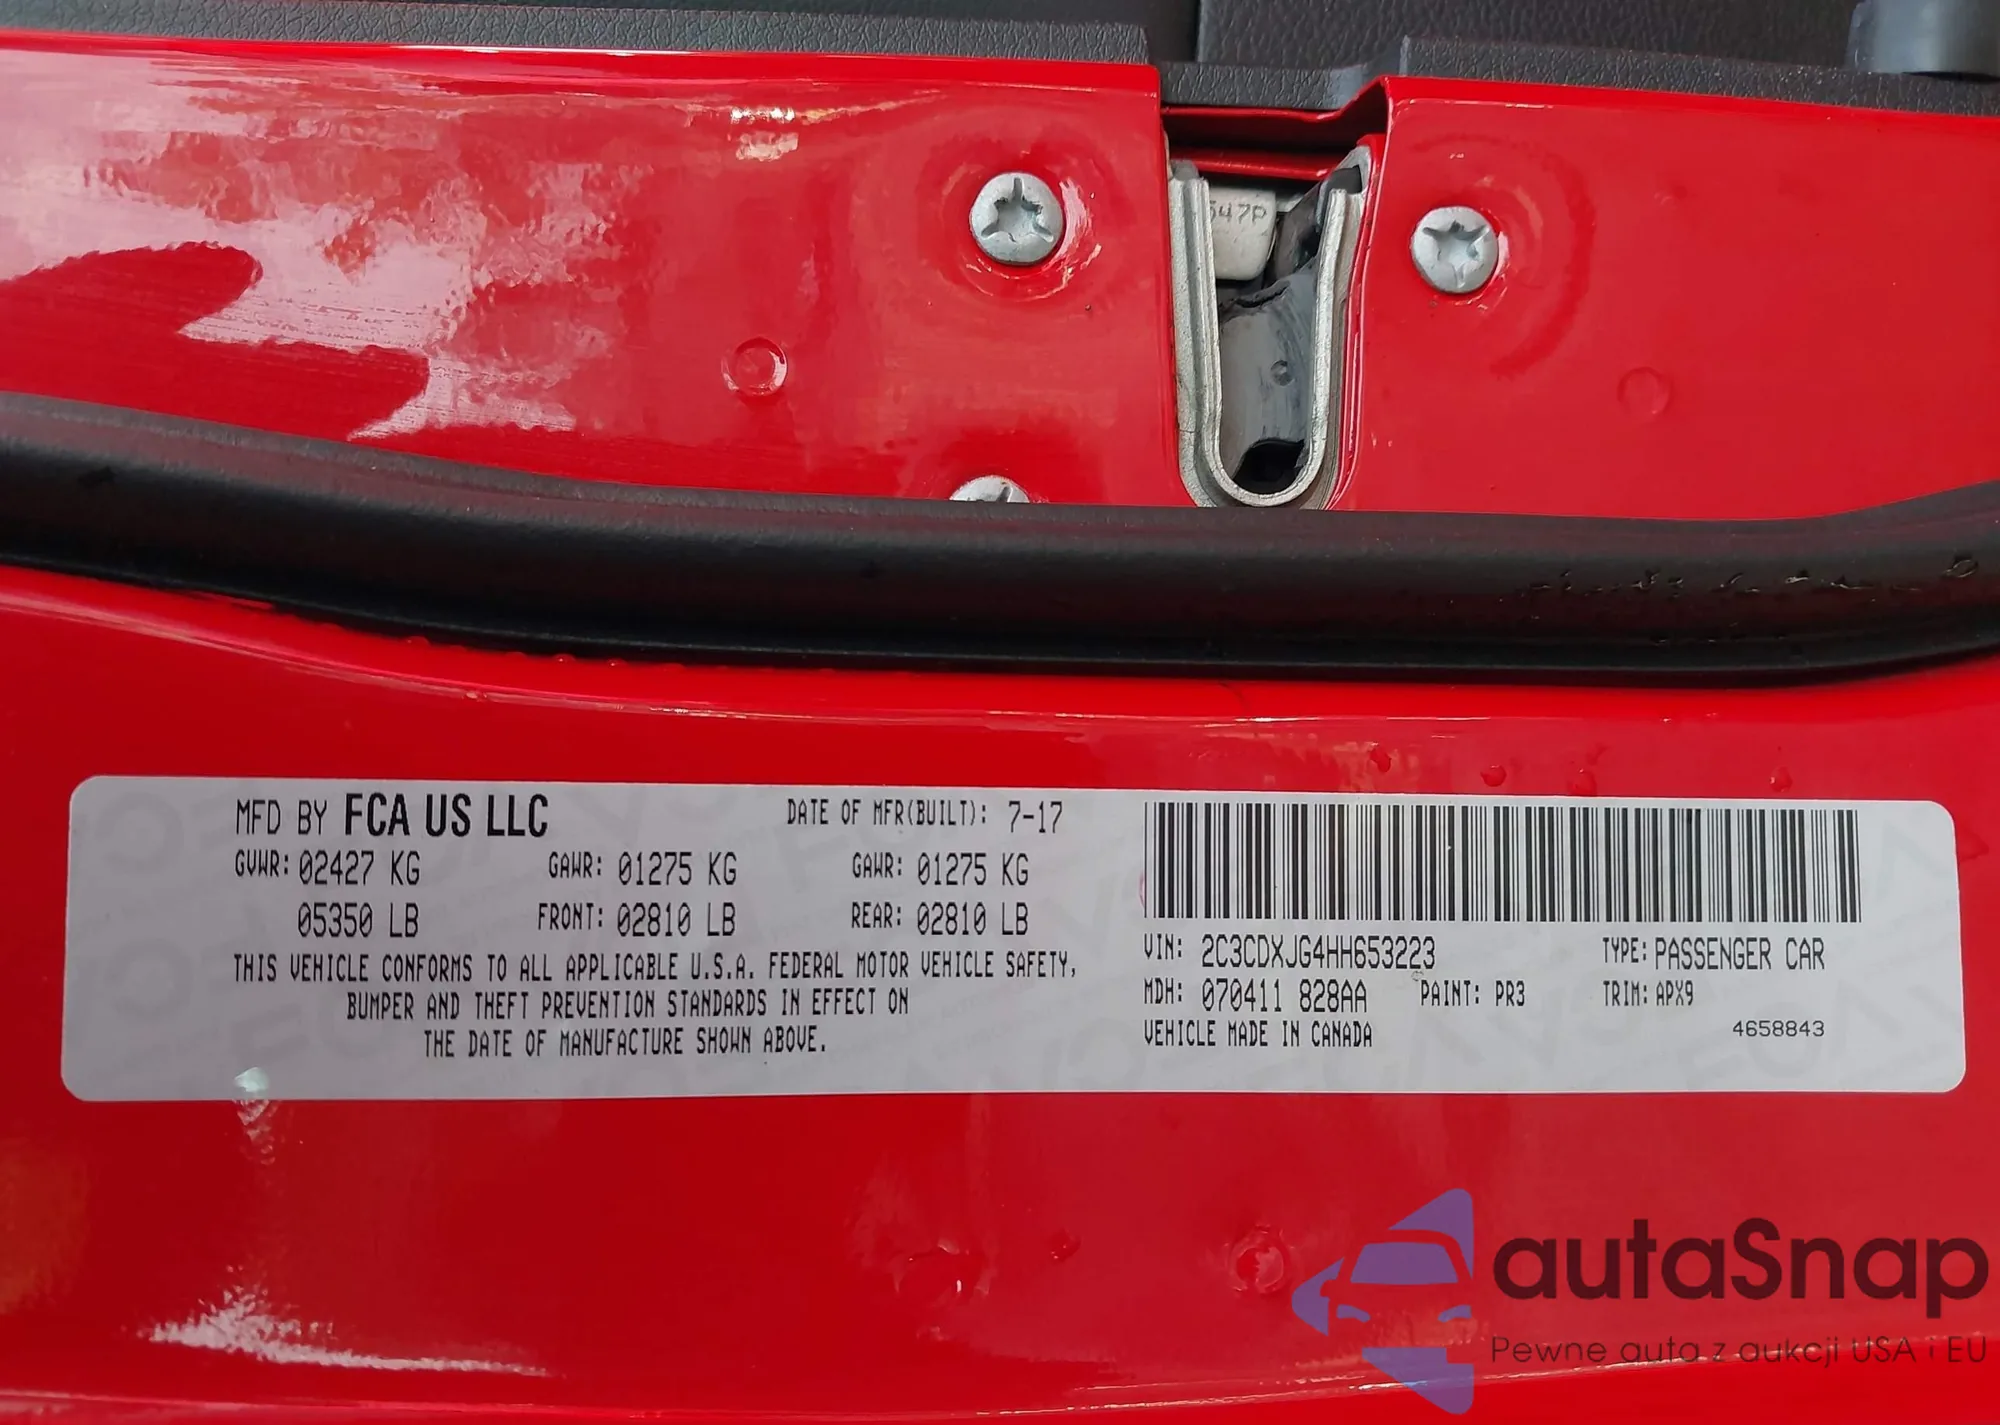 547P
MFD BY FCA US LLC DATE OF MFR(BUILT): 7-17
GVWR: 02427 KG GAWR: 01275 KG GAWR: 01275 KG
05350 LB FRONT: 02810 LB REAR: 02810 LB
THIS VEHICLE CONFORMS TO ALL APPLICABLE U.S.A. FEDERAL MOTOR VEHICLE SAFETY,
BUMPER AND THEFT PREVENTION STANDARDS IN EFFECT ON
THE DATE OF MANUFACTURE SHOWN ABOVE.
VIN: 2C3CDXJG4HH653223 TYPE: PASSENGER CAR
MDH: 070411 828AA PAINT: PR3 TRIM: APX9
VEHICLE MADE IN CANADA 4658843
autaSnap
Pewne auta z aukcji USA i EU